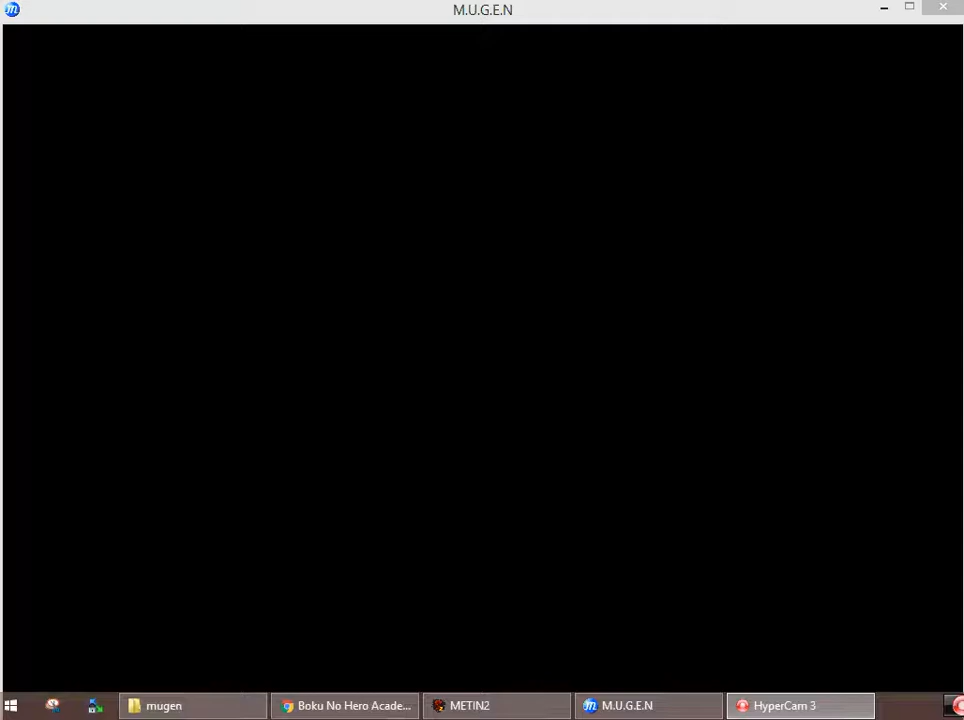 M.U.G.E.N
mugen
Boku No Hero Acade...
METIN2
M.U.G.E.N
HyperCam 3